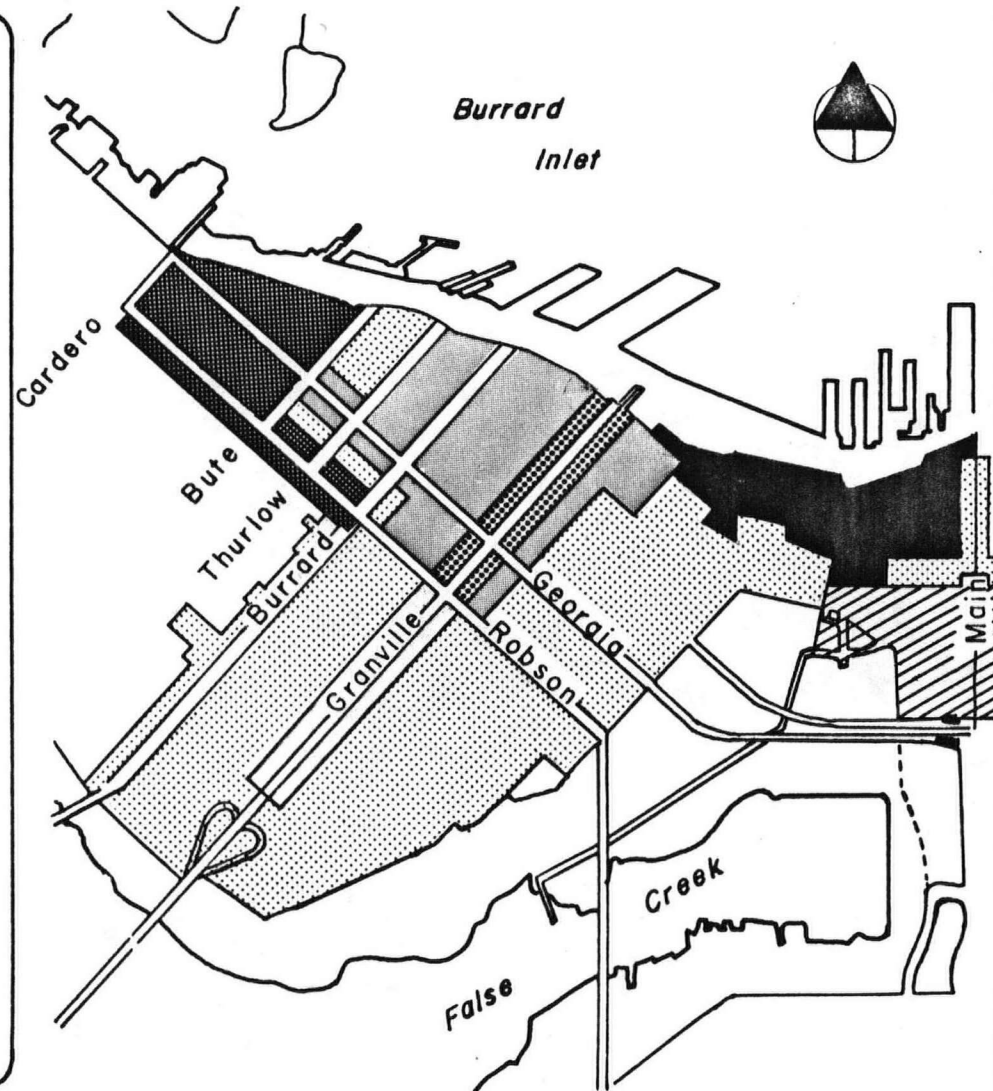 Burrard
Inlet
Cardero
Bute
Thurlow
Burrard
Granville
Georgia
Robson
Main
Creek
False